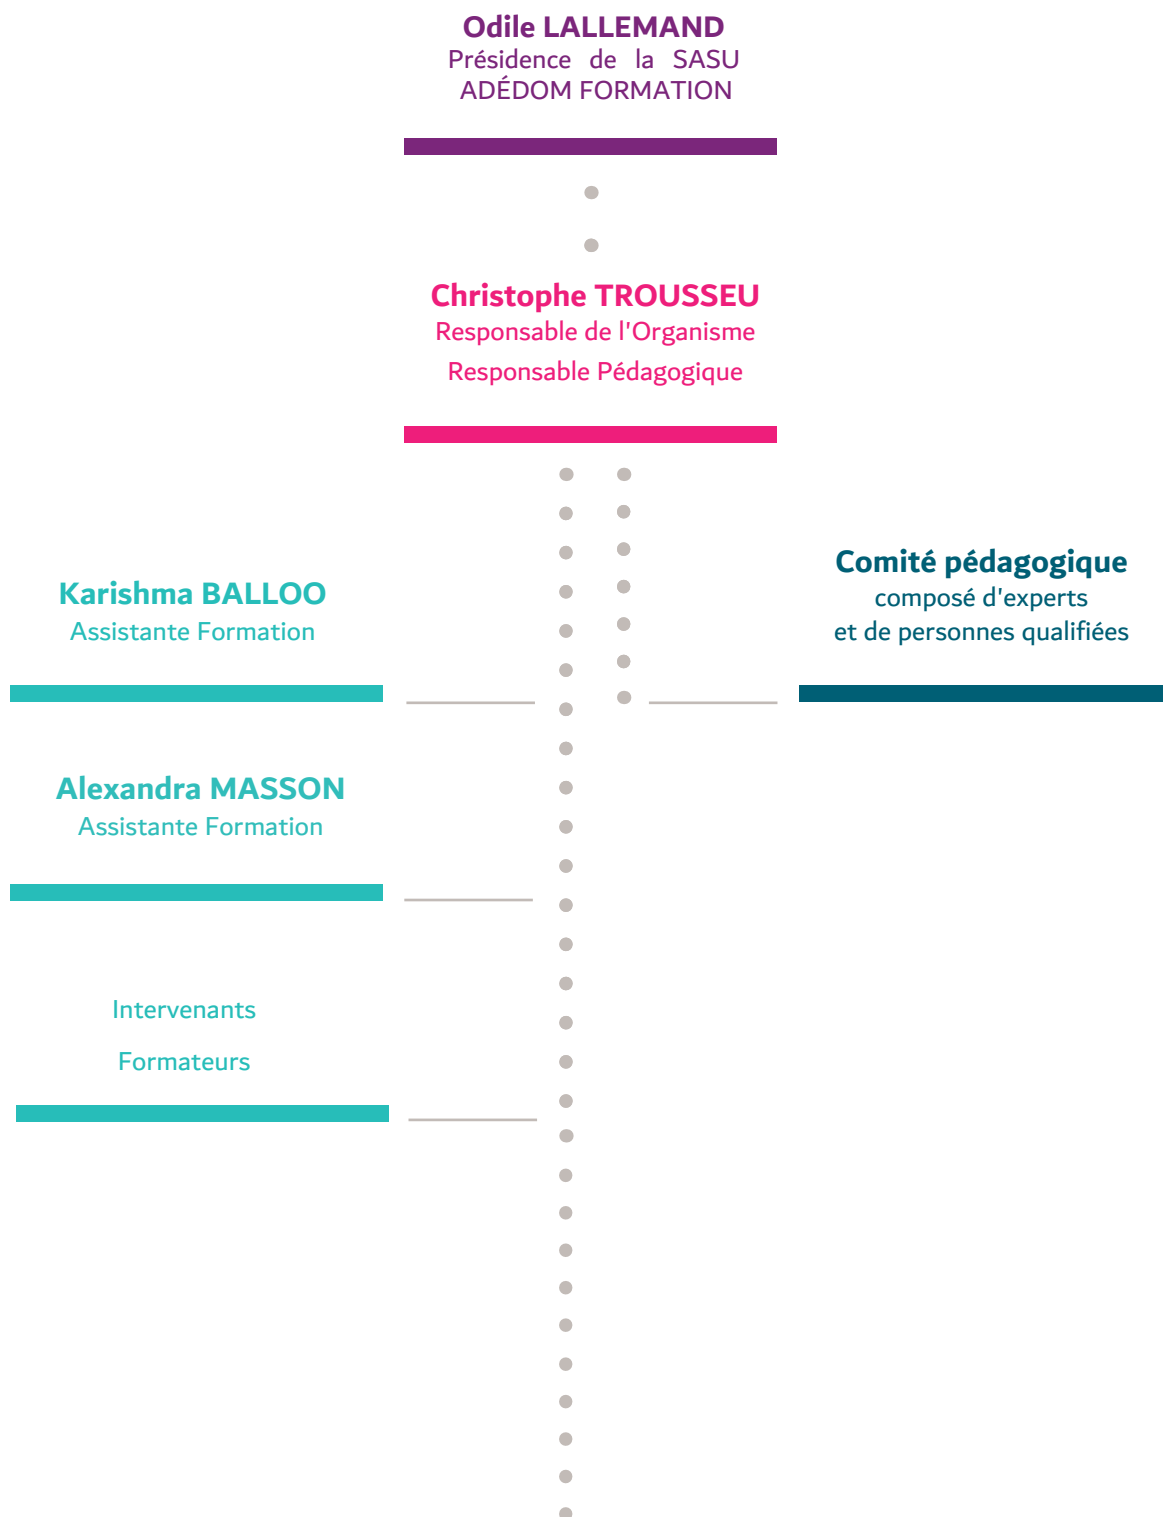 Odile LALLEMAND
Présidence de la SASU
ADÉDOM FORMATION
Christophe TROUSSEU
Responsable de l'Organisme
Responsable Pédagogique
Karishma BALLOO
Assistante Formation
Comité pédagogique
composé d'experts
et de personnes qualifiées
Alexandra MASSON
Assistante Formation
Intervenants
Formateurs